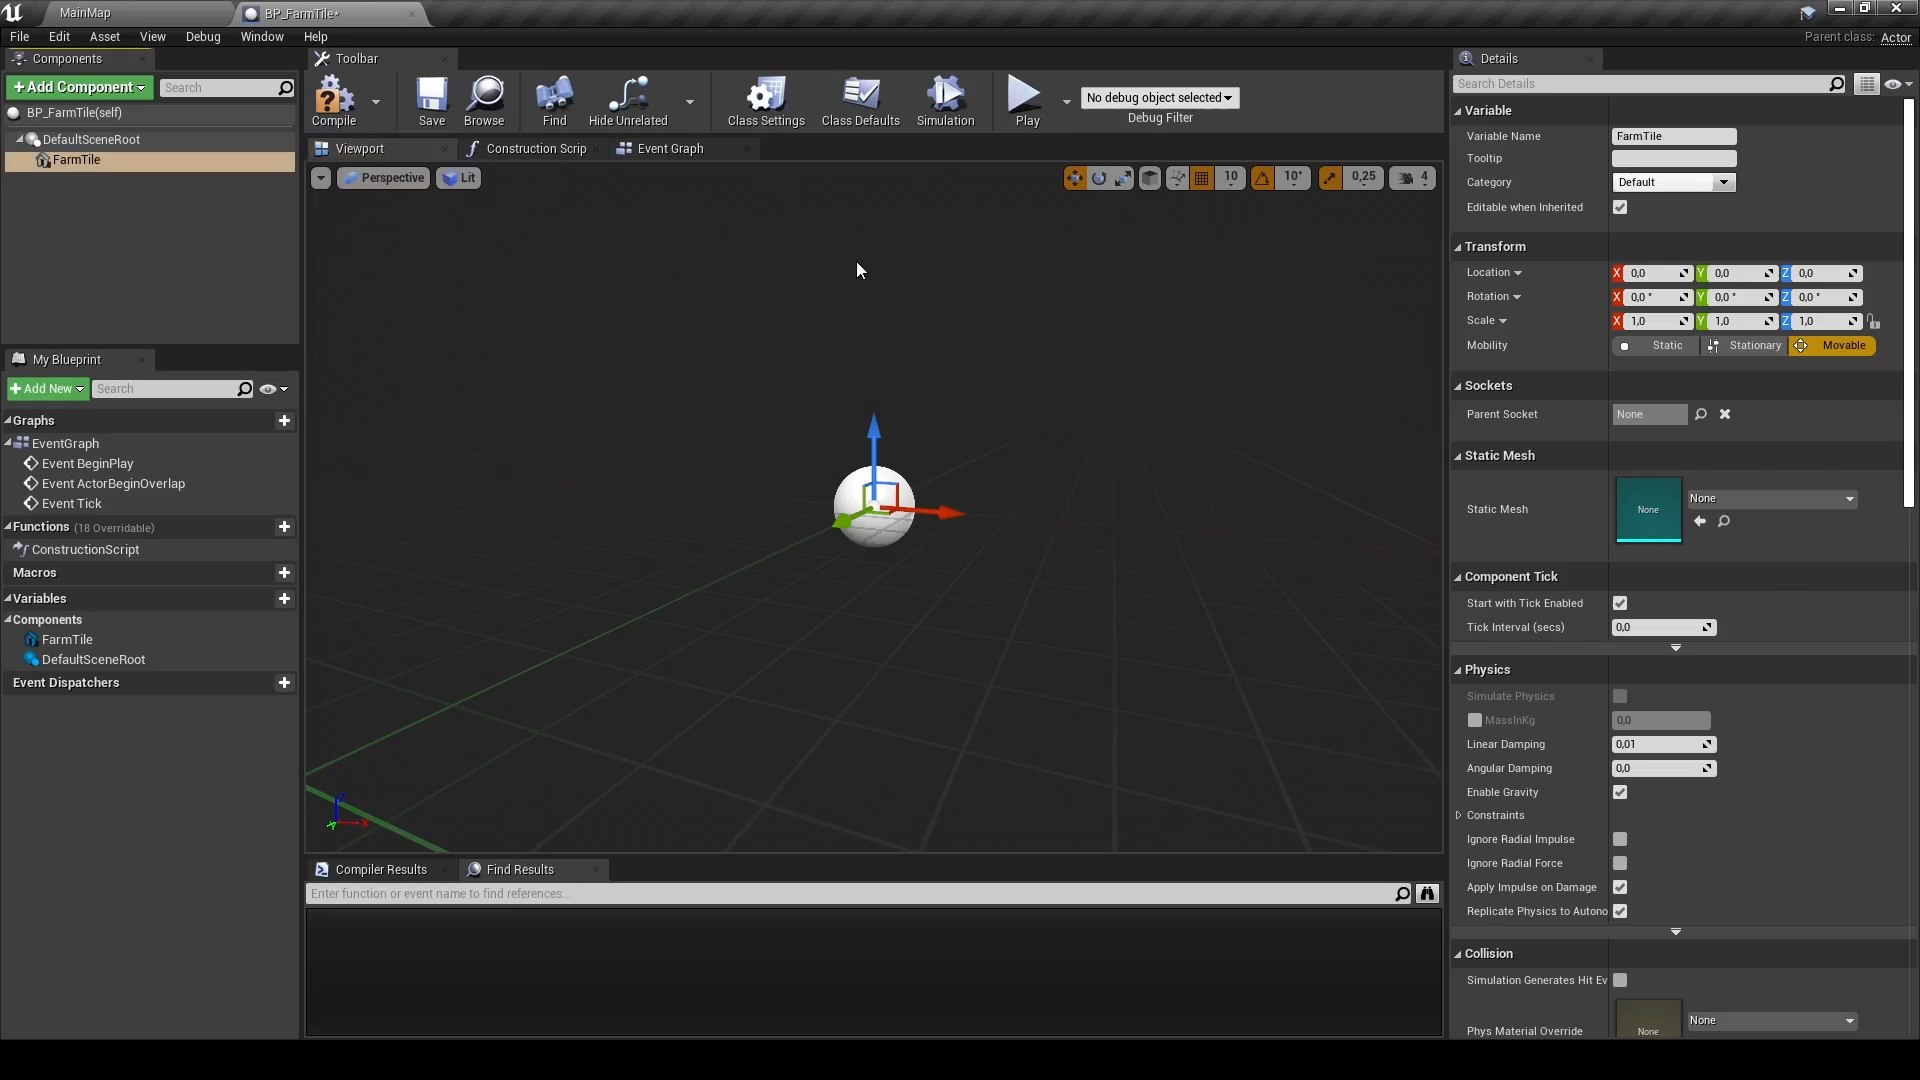 MainMap
BP_FarmTile*
File Edit Asset View Debug Window Help
Parent class: Actor
Components
+Add Component
Search
BP_FarmTile(self)
DefaultSceneRoot
FarmTile
My Blueprint
+Add New
Search
Graphs
EventGraph
Event BeginPlay
Event ActorBeginOverlap
Event Tick
Functions (18 Overridable)
ConstructionScript
Macros
Variables
Components
FarmTile
DefaultSceneRoot
Event Dispatchers
Toolbar
Compile
Save
Browse
Find
Hide Unrelated
Class Settings
Class Defaults
Simulation
Play
No debug object selected
Debug Filter
Viewport
Construction Scrip
Event Graph
Perspective
Lit
10
10°
0,25
4
Z
X
Y
Compiler Results
Find Results
Enter function or event name to find references...
Details
Search Details
Variable
Variable Name FarmTile
Tooltip
Category Default
Editable when Inherited
Transform
Location X 0,0 Y 0,0 Z 0,0
Rotation X 0,0 ° Y 0,0 ° Z 0,0 °
Scale X 1,0 Y 1,0 Z 1,0
Mobility Static Stationary Movable
Sockets
Parent Socket None
Static Mesh
Static Mesh None None
Component Tick
Start with Tick Enabled
Tick Interval (secs) 0,0
Physics
Simulate Physics
MassInKg 0,0
Linear Damping 0,01
Angular Damping 0,0
Enable Gravity
Constraints
Ignore Radial Impulse
Ignore Radial Force
Apply Impulse on Damage
Replicate Physics to Autono
Collision
Simulation Generates Hit Ev
Phys Material Override None None